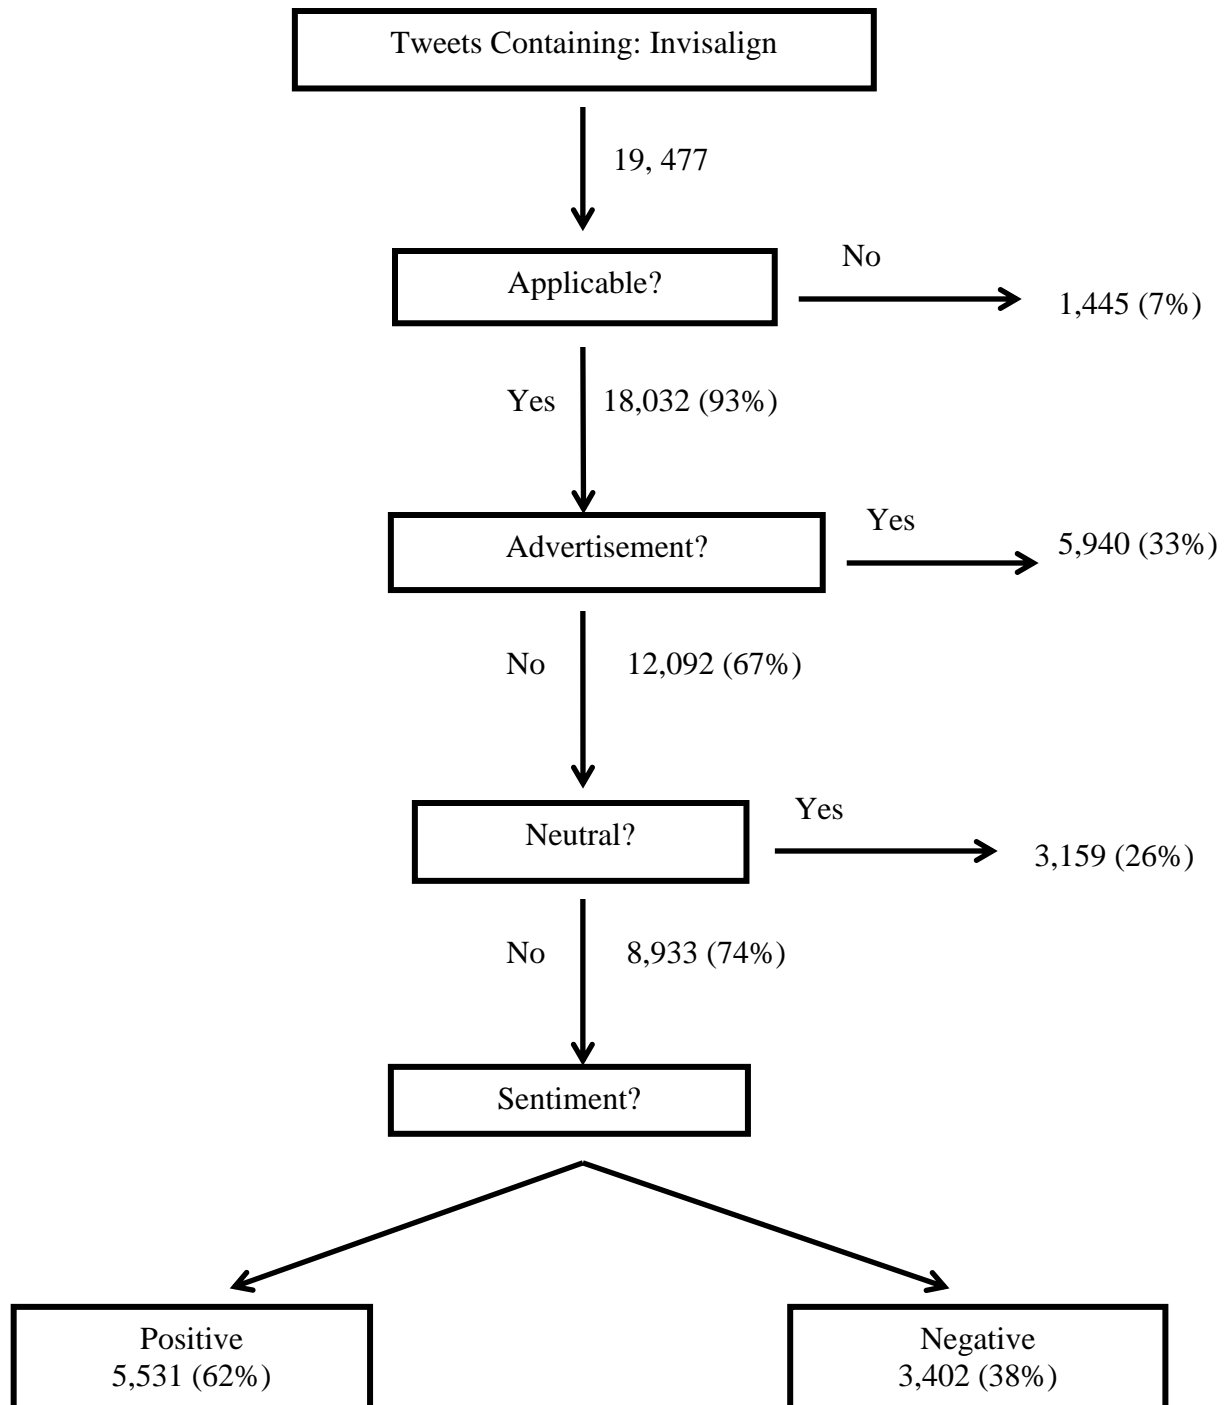 Tweets Containing: Invisalign
19, 477
Applicable?
No
1,445 (7%)
Yes
18,032 (93%)
Advertisement?
Yes
5,940 (33%)
No
12,092 (67%)
Neutral?
Yes
3,159 (26%)
No
8,933 (74%)
Sentiment?
Positive
5,531 (62%)
Negative
3,402 (38%)